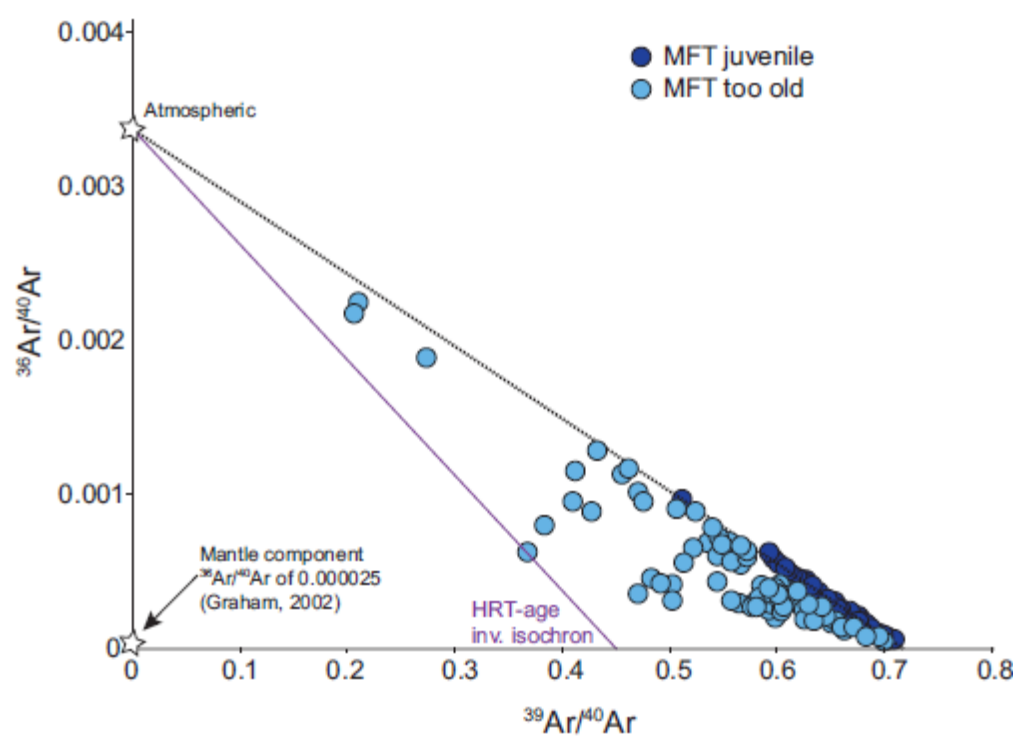 0.004
MFT juvenile
MFT too old
Atmospheric
0.003
³⁶Ar/⁴⁰Ar
0.002
0.001
Mantle component
³⁶Ar/⁴⁰Ar of 0.000025
(Graham, 2002)
HRT-age
inv. isochron
0
0 0.1 0.2 0.3 0.4 0.5 0.6 0.7 0.8
³⁹Ar/⁴⁰Ar